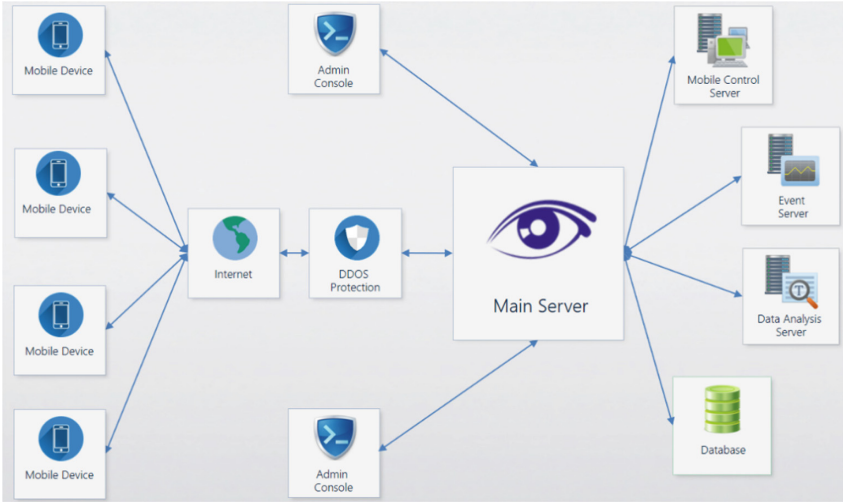 Mobile Device
Admin
Console
Mobile Control
Server
Mobile Device
Event
Server
Internet
DDOS
Protection
Main Server
Mobile Device
Data Analysis
Server
Mobile Device
Admin
Console
Database